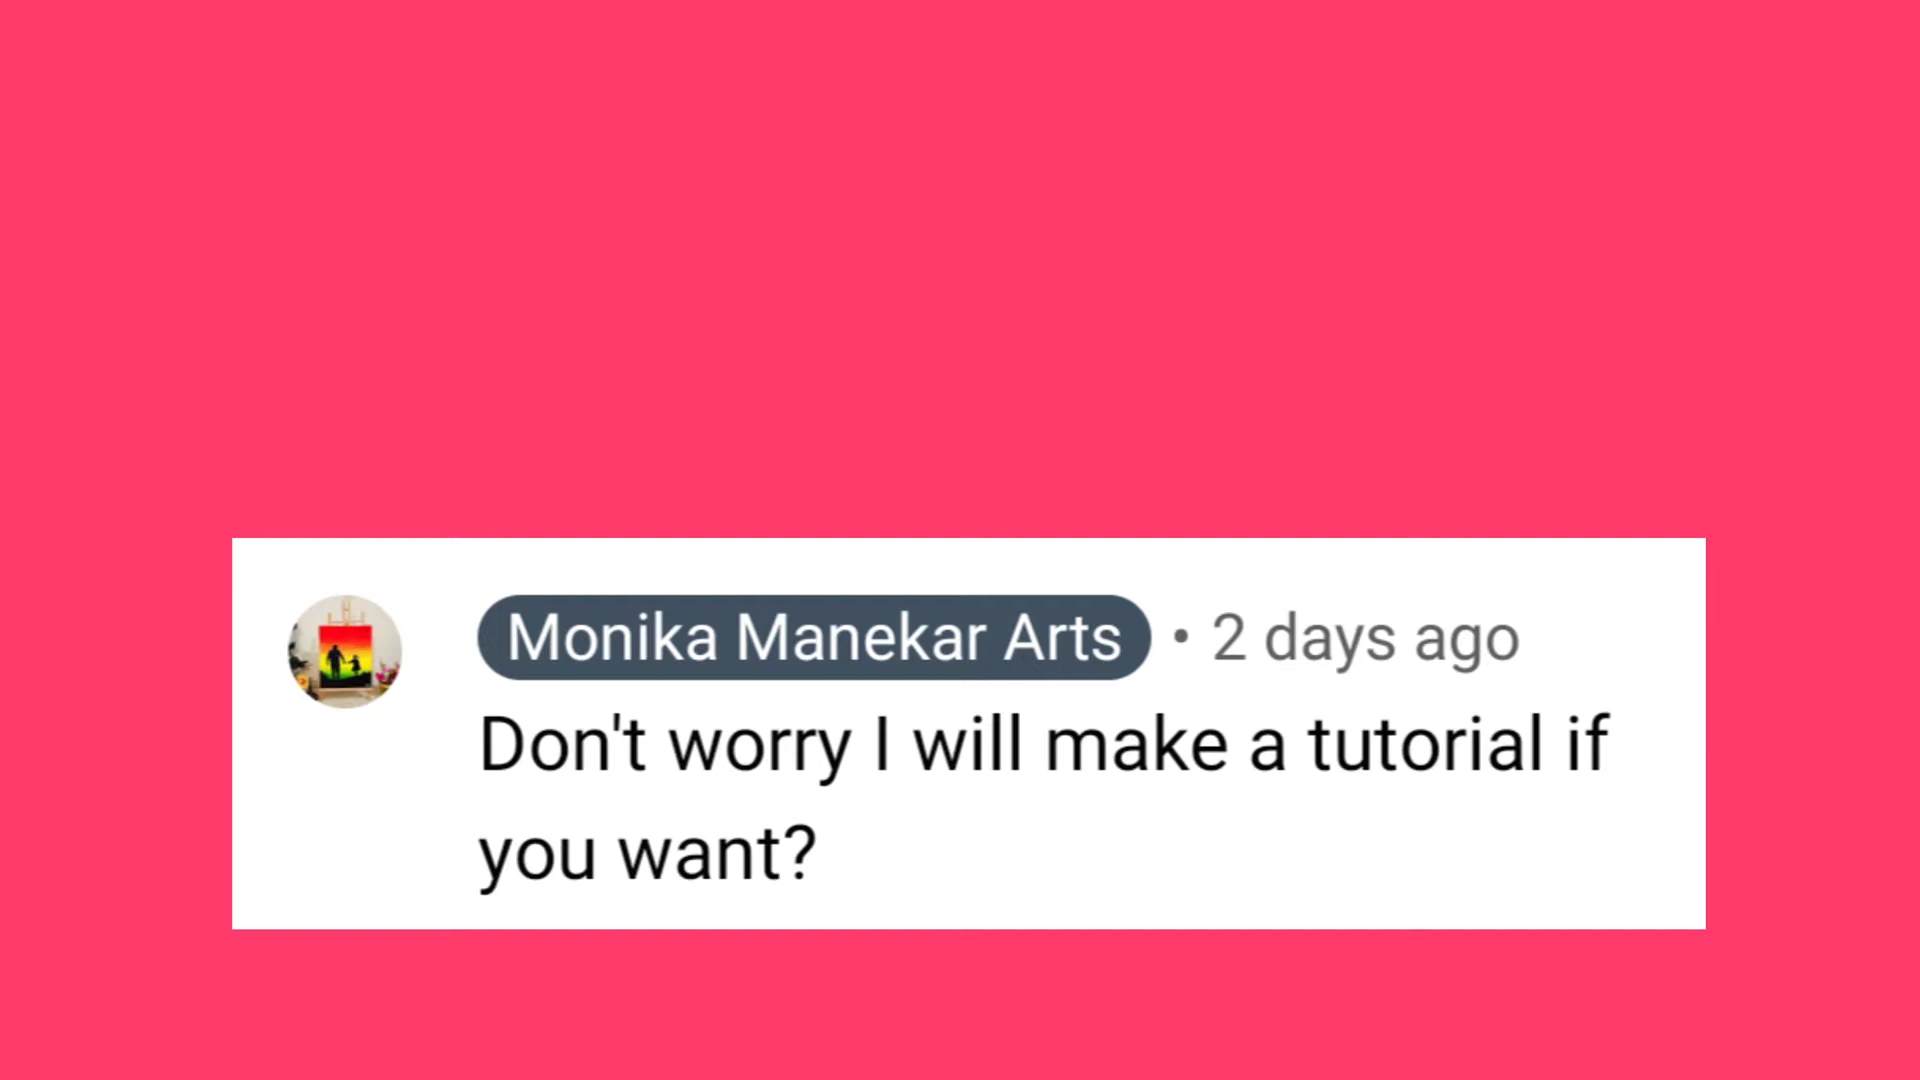 Monika Manekar Arts • 2 days ago
Don't worry I will make a tutorial if
you want?